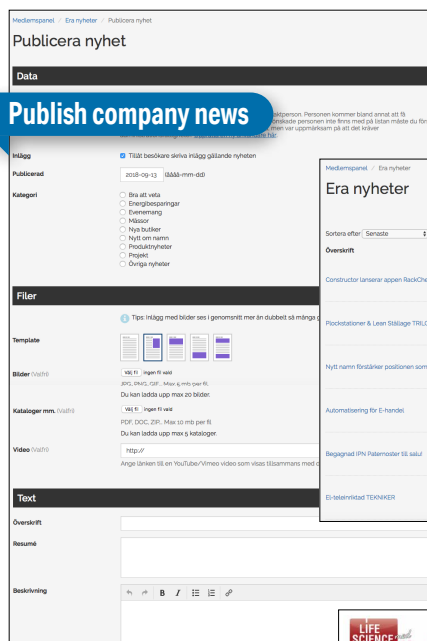 Medlemspanel / Era nyheter / Publicera nyhet
Publicera nyhet
Data
Publish company news
aktperson. Personen kommer bland annat att få
önskade personen inte finns med på listan måste du för
men var uppmärksam på att det kräver
här.
Inlägg
Tillåt besökare skriva inlägg gällande nyheten
Publicerad
2018-09-13 (åååå-mm-dd)
Kategori
Bra att veta
Energibesparingar
Evenemang
Mässor
Nya butiker
Nytt om namn
Produktnyheter
Projekt
Övriga nyheter
Filer
Tips: Inlägg med bilder ses i genomsnitt mer än dubbelt så många g
Template
Bilder (Valfri)
Välj fil ingen fil vald
JPG, PNG, GIF... Max 5 mb per fil.
Du kan ladda upp max 20 bilder.
Kataloger mm. (Valfri)
Välj fil ingen fil vald
PDF, DOC, ZIP... Max 10 mb per fil
Du kan ladda upp max 5 kataloger.
Video (Valfri)
http://
Ange länken till en YouTube/Vimeo video som visas tillsammans med d
Text
Överskrift
Resumé
Beskrivning
B I
Medlemspanel / Era nyheter
Era nyheter
Sortera efter Senaste
Överskrift
Constructor lanserar appen RackChe
Plockstationer & Lean Ställage TRILO
Nytt namn förstärker positionen som
Automatisering för E-handel
Begagnad IPN Paternoster till salu!
El-teleinriktad TEKNIKER
LIFE
SCIENCE